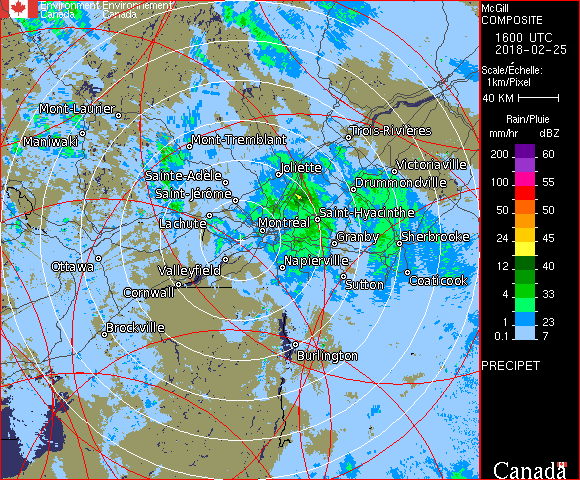 Environment Environnement
Canada Canada
Mont-Laurier
Maniwaki
Mont-Tremblant
Trois-Rivières
Joliette
Victoriaville
Sainte-Adèle
Drummondville
Saint-Jérôme
Saint-Hyacinthe
Lachute
Montréal
Granby
Sherbrooke
Ottawa
Valleyfield
Napierville
Cornwall
Sutton
Coaticook
Brockville
Burlington
McGill
COMPOSITE
1600 UTC
2018-02-25
Scale/Échelle:
1km/Pixel
40 KM
Rain/Pluie
mm/hr dBZ
200 60
100 55
50 50
24 45
12 40
4 33
1 23
0.1 7
PRECIPET
Canada